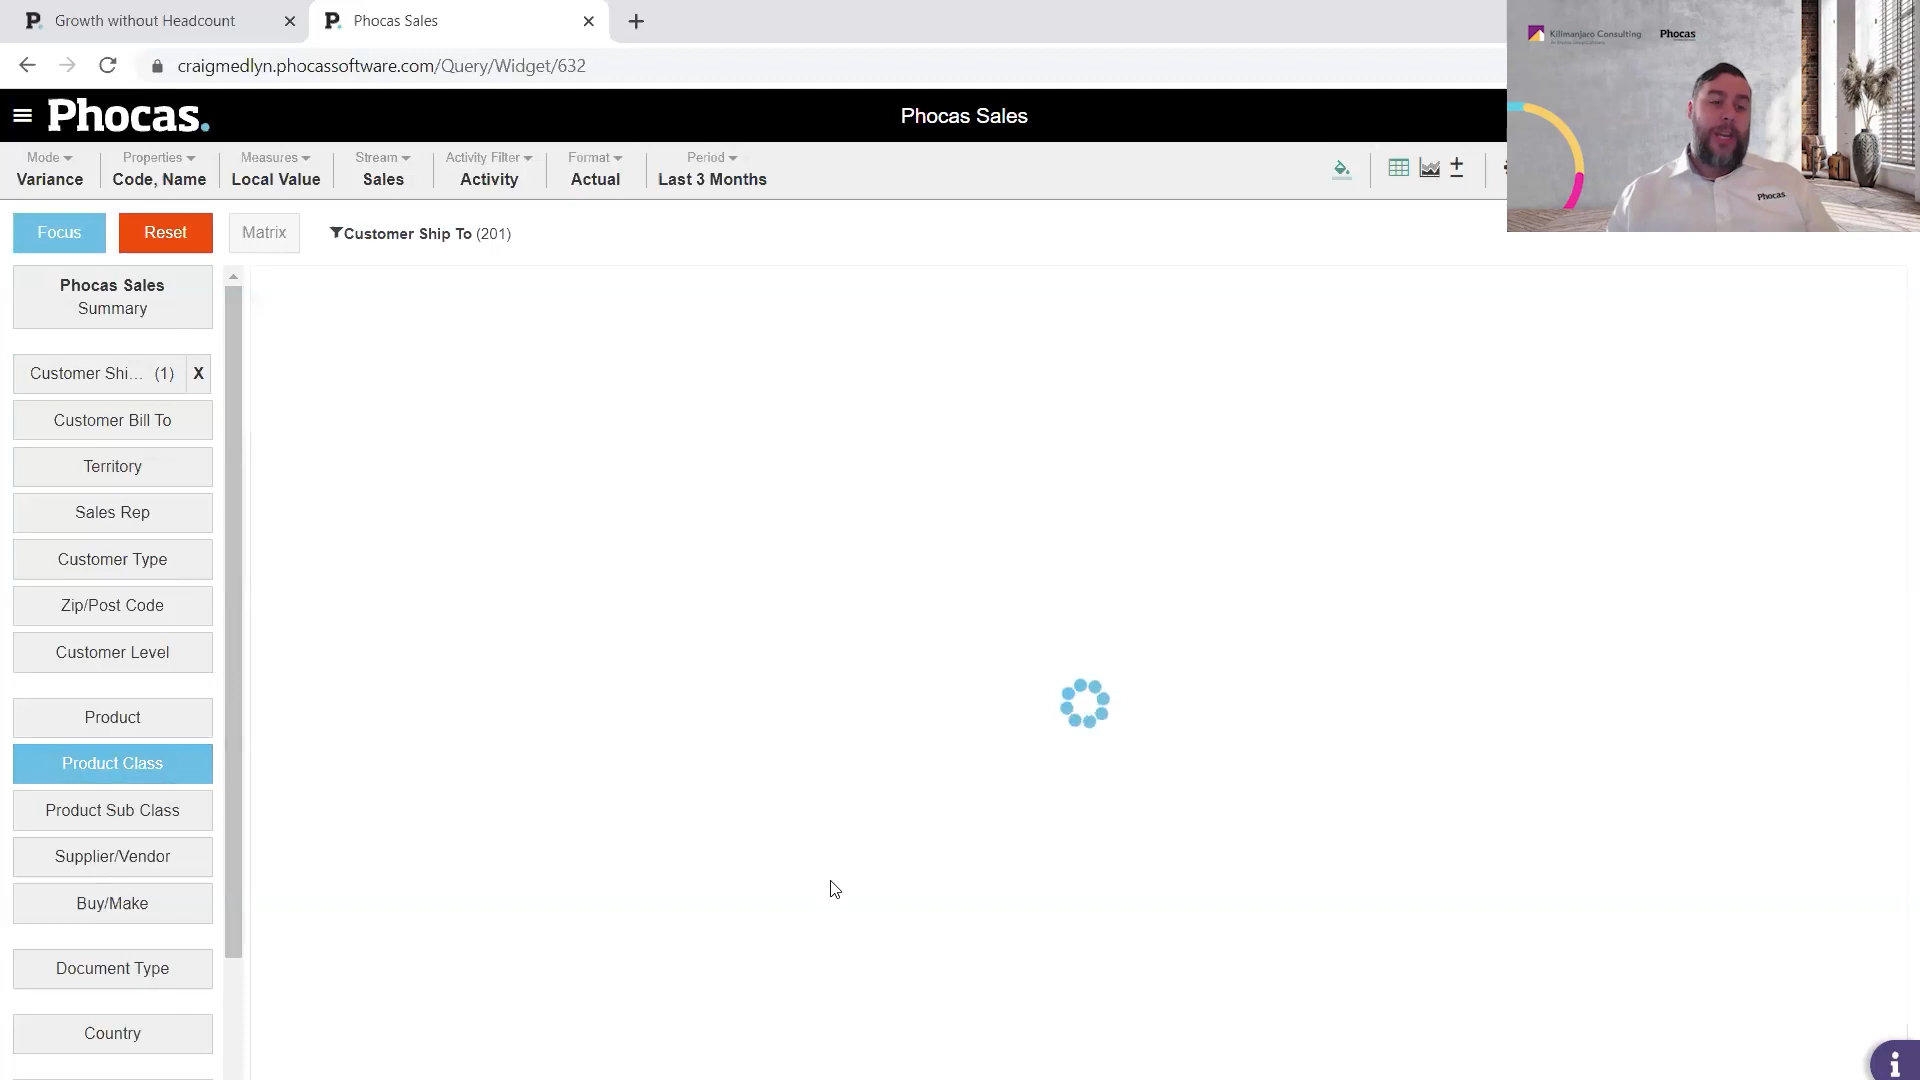 Growth without Headcount
Phocas Sales
craigmedlyn.phocassoftware.com/Query/Widget/632
Kilimanjaro Consulting
Phocas
Phocas.
Phocas Sales
Mode
Variance
Properties
Code, Name
Measures
Local Value
Stream
Sales
Activity Filter
Activity
Format
Actual
Period
Last 3 Months
Phocas.
Focus
Reset
Matrix
Customer Ship To (201)
Phocas Sales
Summary
Customer Shi... (1) X
Customer Bill To
Territory
Sales Rep
Customer Type
Zip/Post Code
Customer Level
Product
Product Class
Product Sub Class
Supplier/Vendor
Buy/Make
Document Type
Country